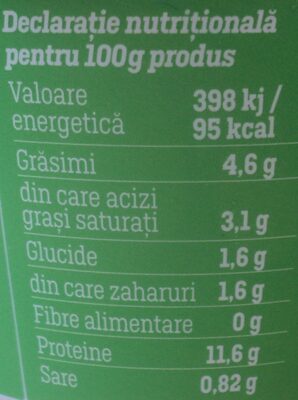 Declarație nutrițională
pentru 100g produs
Valoare energetică 398 kj / 95 kcal
Grăsimi 4,6 g
din care acizi grași saturați 3,1 g
Glucide 1,6 g
din care zaharuri 1,6 g
Fibre alimentare 0 g
Proteine 11,6 g
Sare 0,82 g